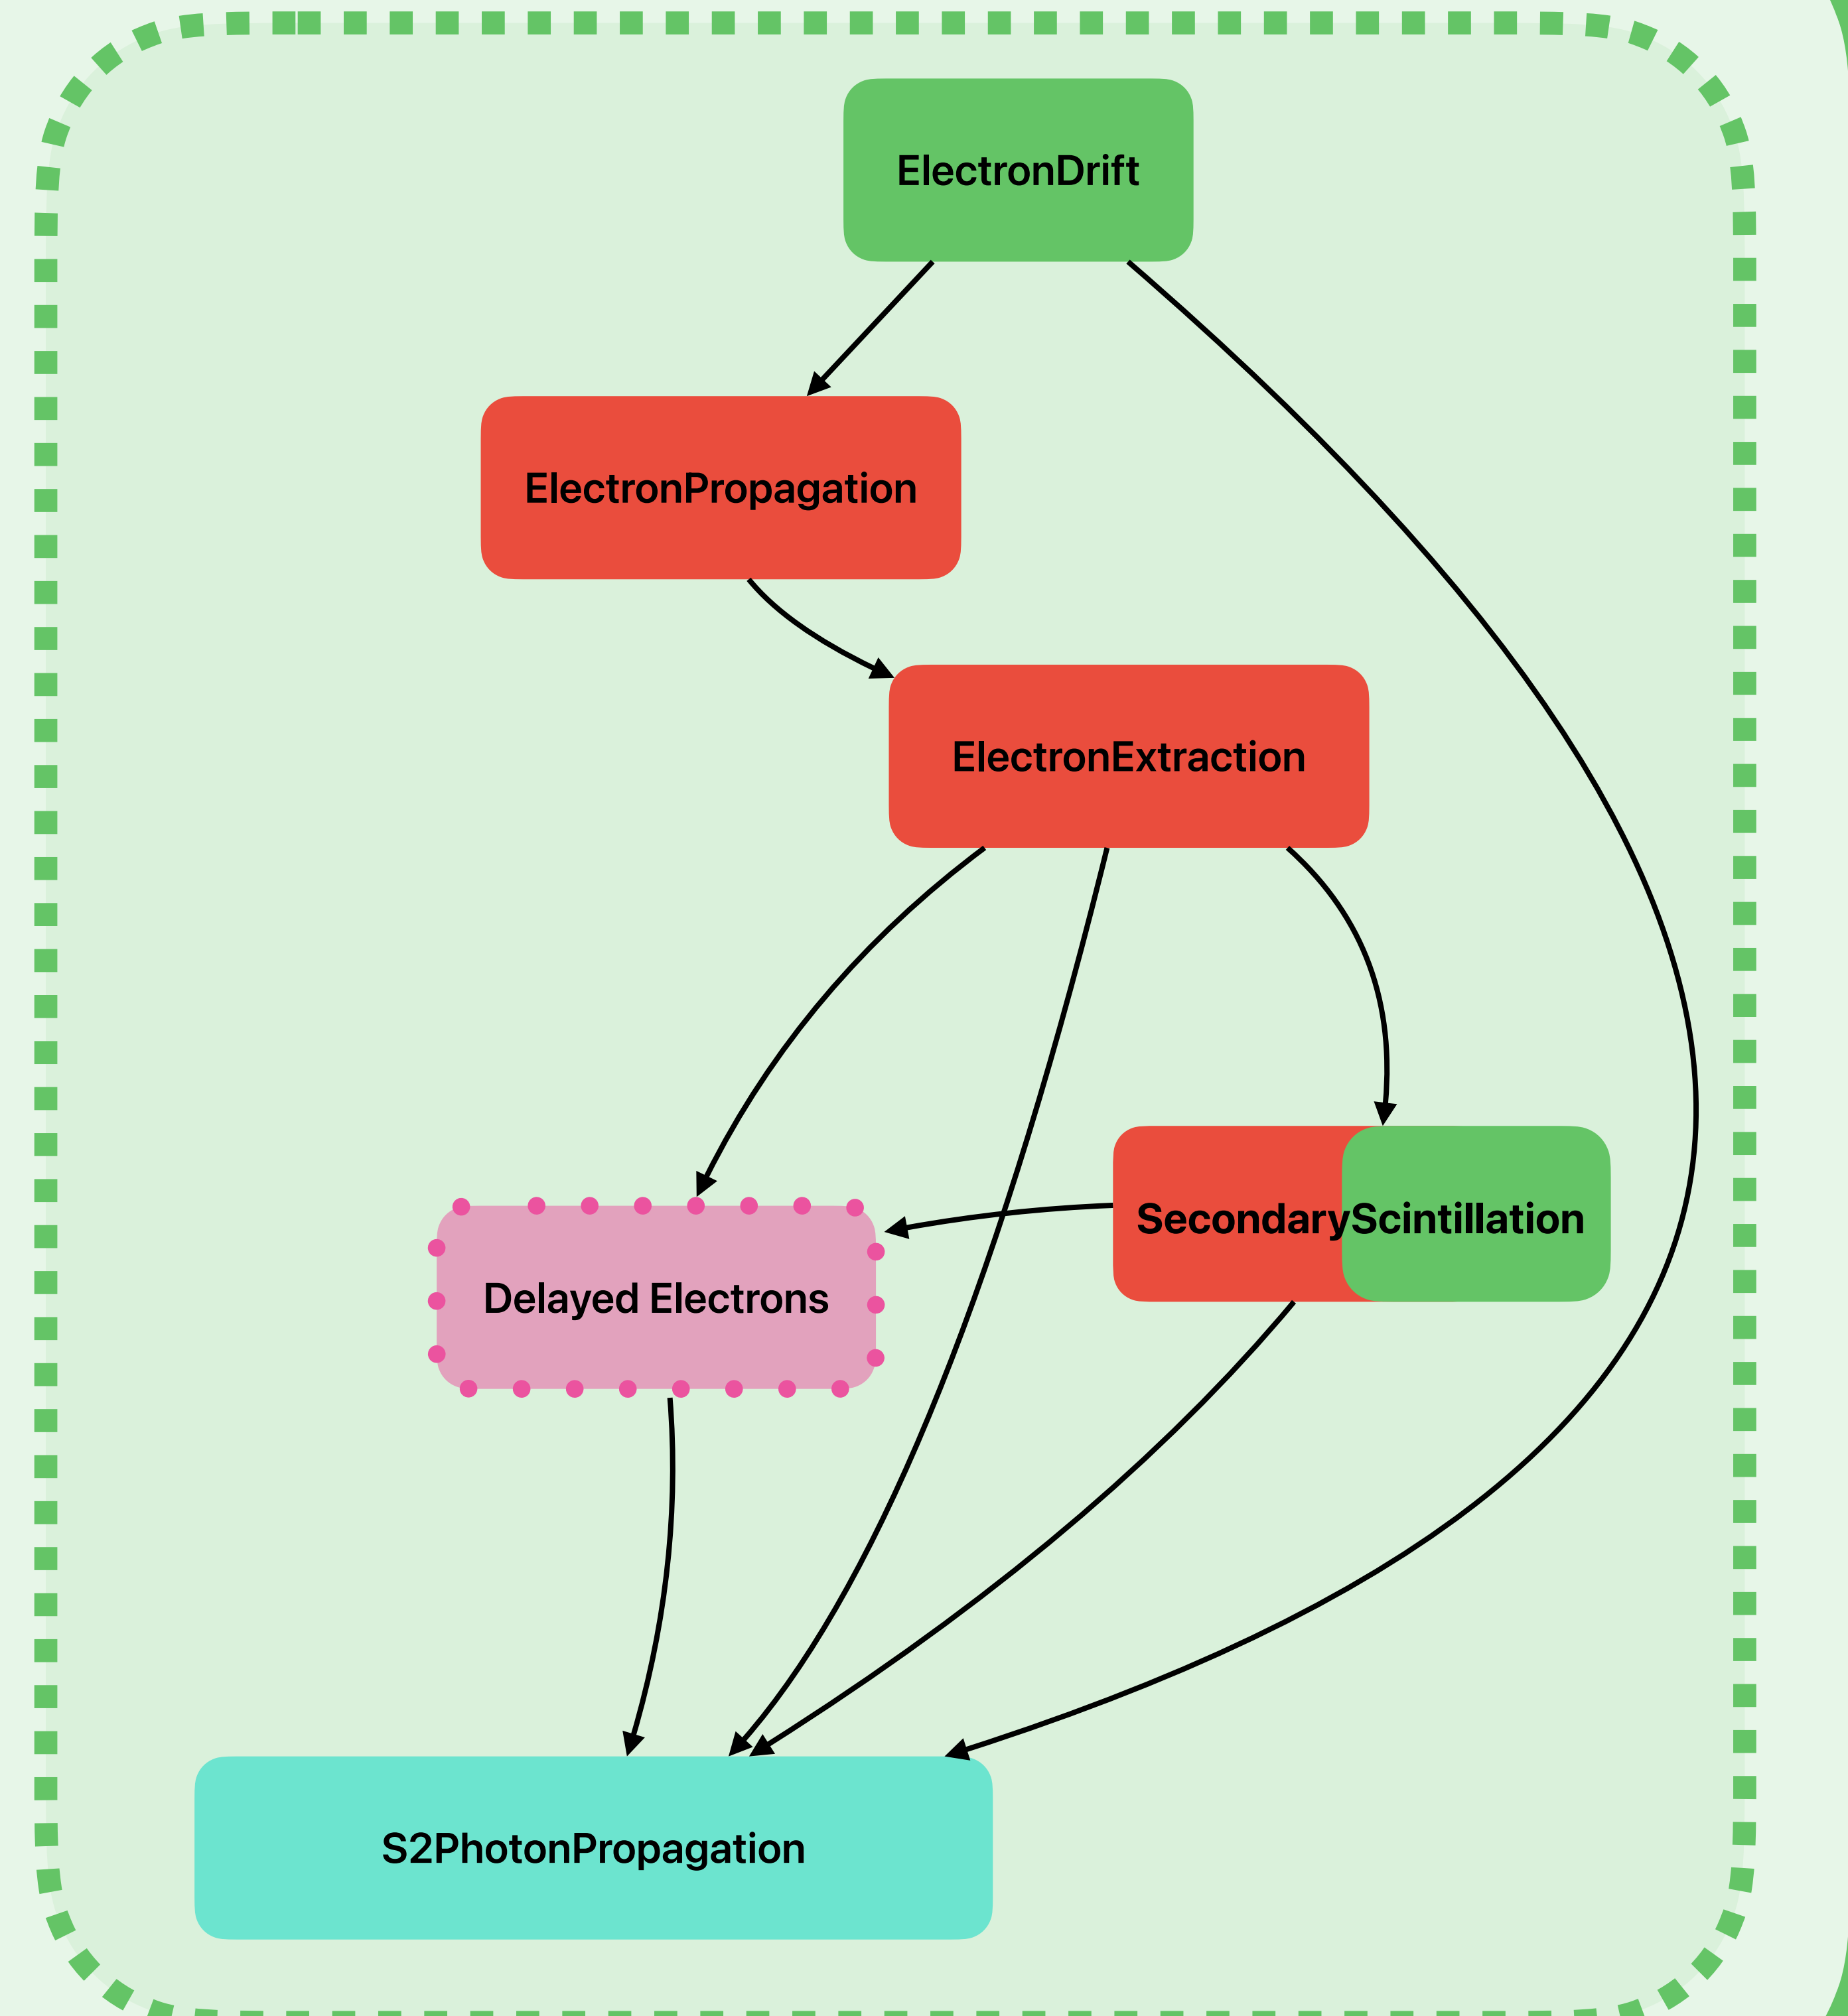 ElectronDrift
ElectronPropagation
ElectronExtraction
SecondaryScintillation
Delayed Electrons
S2PhotonPropagation